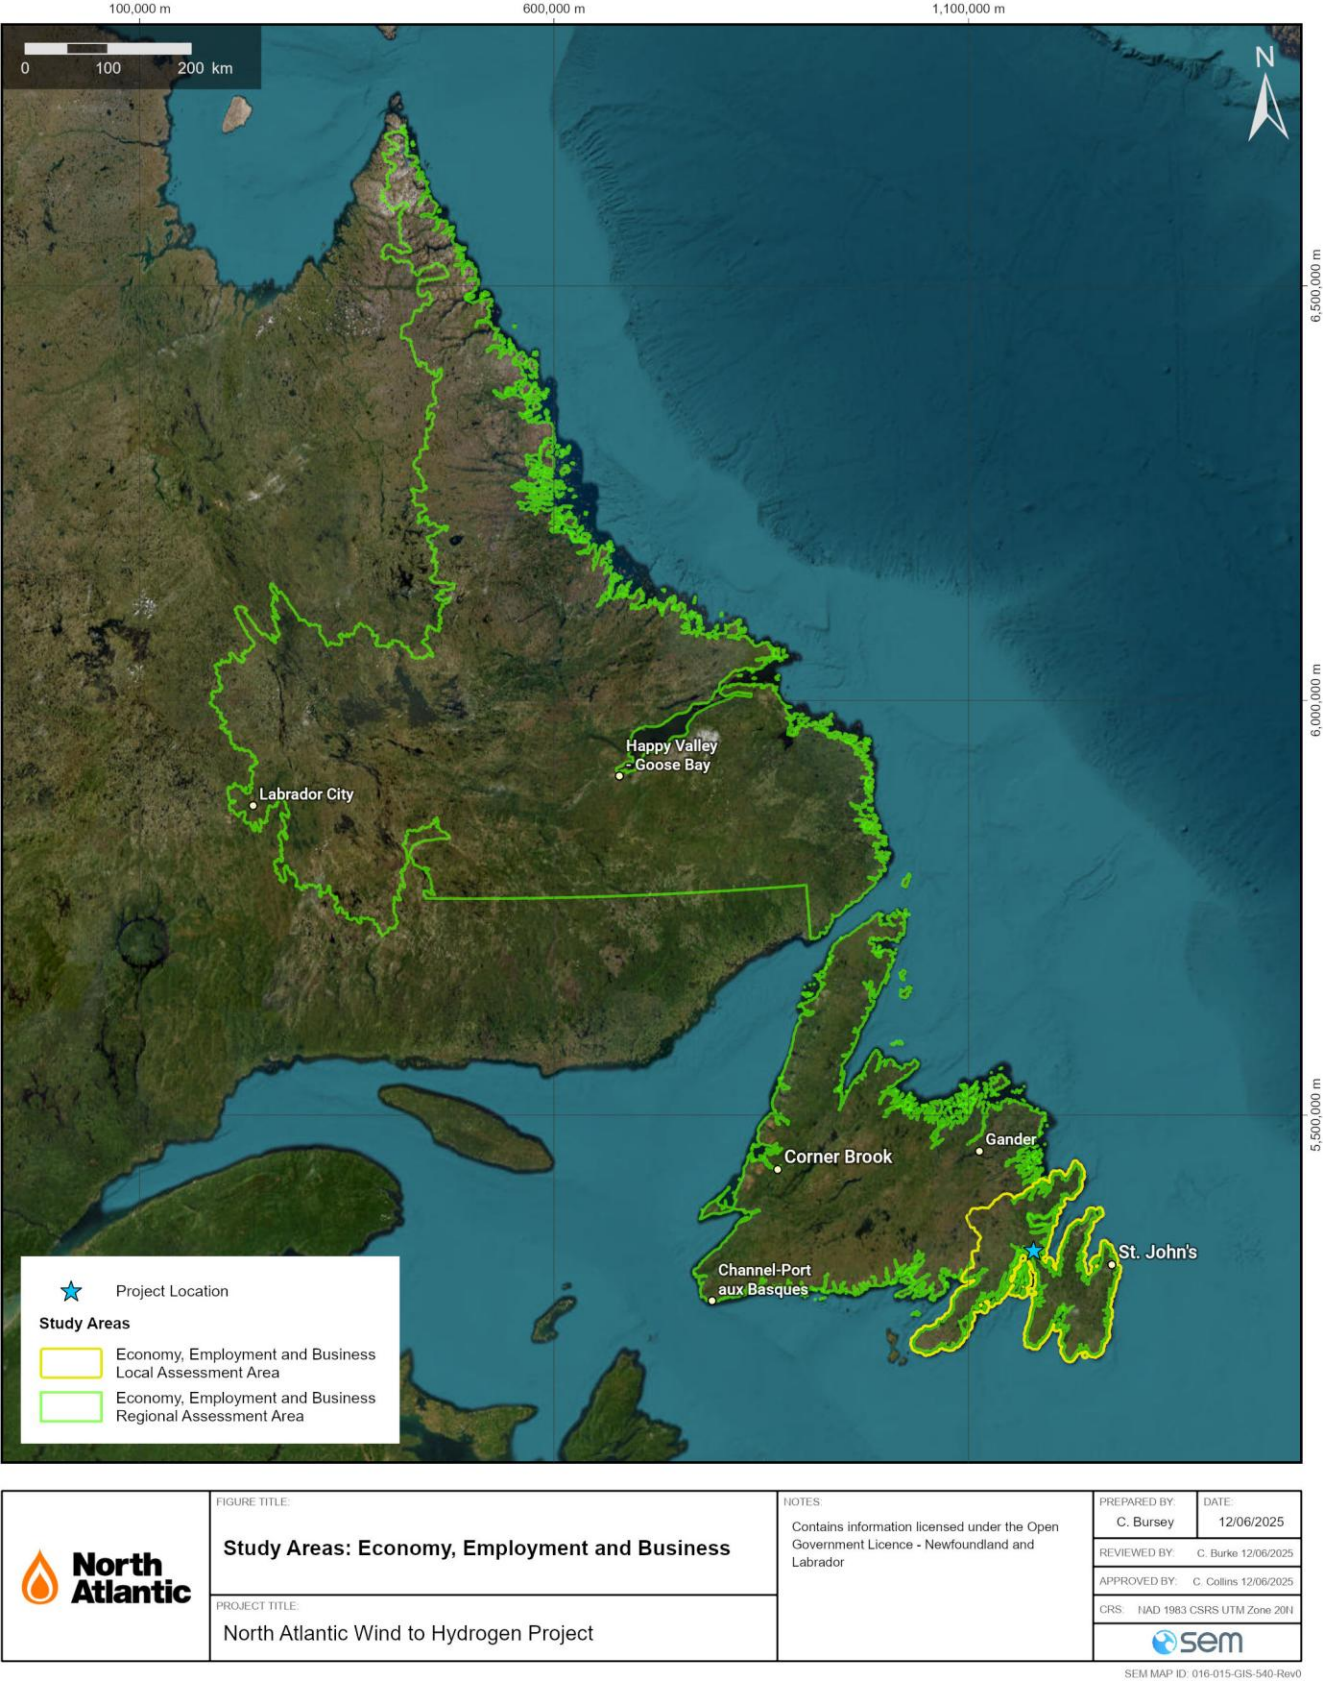 100,000 m
600,000 m
1,100,000 m
0 100 200 km
N
6,500,000 m
6,000,000 m
5,500,000 m
Happy Valley
-Goose Bay
Labrador City
Gander
Corner Brook
St. John's
Channel-Port
aux Basques
Project Location
Study Areas
Economy, Employment and Business
Local Assessment Area
Economy, Employment and Business
Regional Assessment Area
North
Atlantic
FIGURE TITLE:
Study Areas: Economy, Employment and Business
PROJECT TITLE:
North Atlantic Wind to Hydrogen Project
NOTES:
Contains information licensed under the Open
Government Licence - Newfoundland and
Labrador
PREPARED BY:
C. Bursey
DATE:
12/06/2025
REVIEWED BY: C. Burke 12/06/2025
APPROVED BY: C. Collins 12/06/2025
CRS: NAD 1983 CSRS UTM Zone 20N
sem
SEM MAP ID: 016-015-GIS-540-Rev0